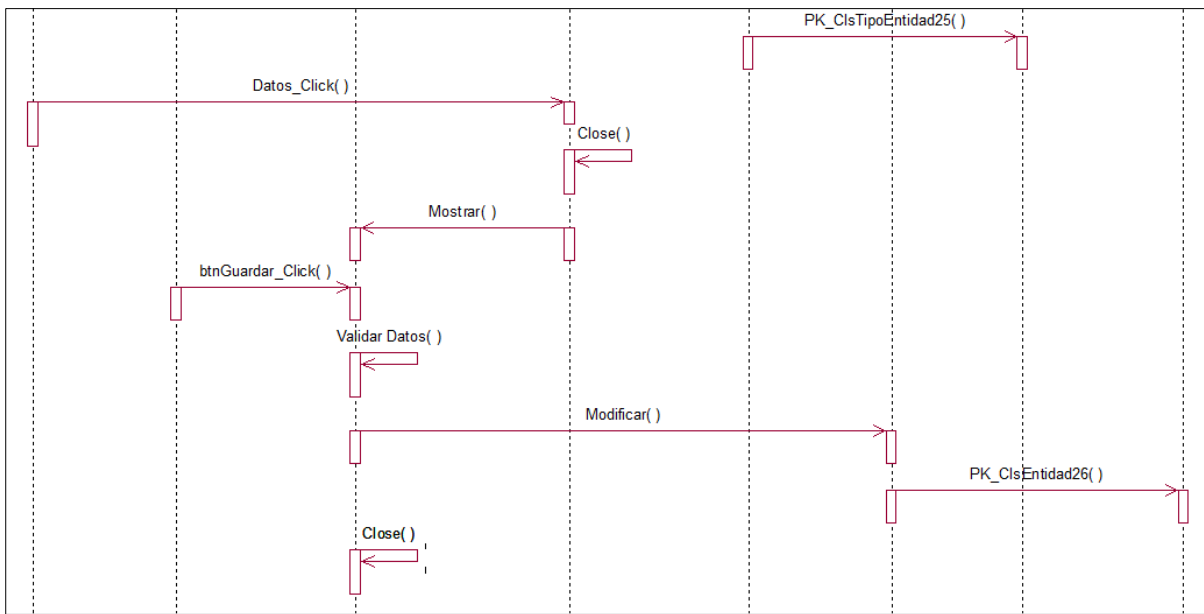 PK_ClsTipoEntidad25( )
Datos_Click( )
Close( )
Mostrar( )
btnGuardar_Click( )
Validar Datos( )
Modificar( )
PK_ClsEntidad26( )
Close( )